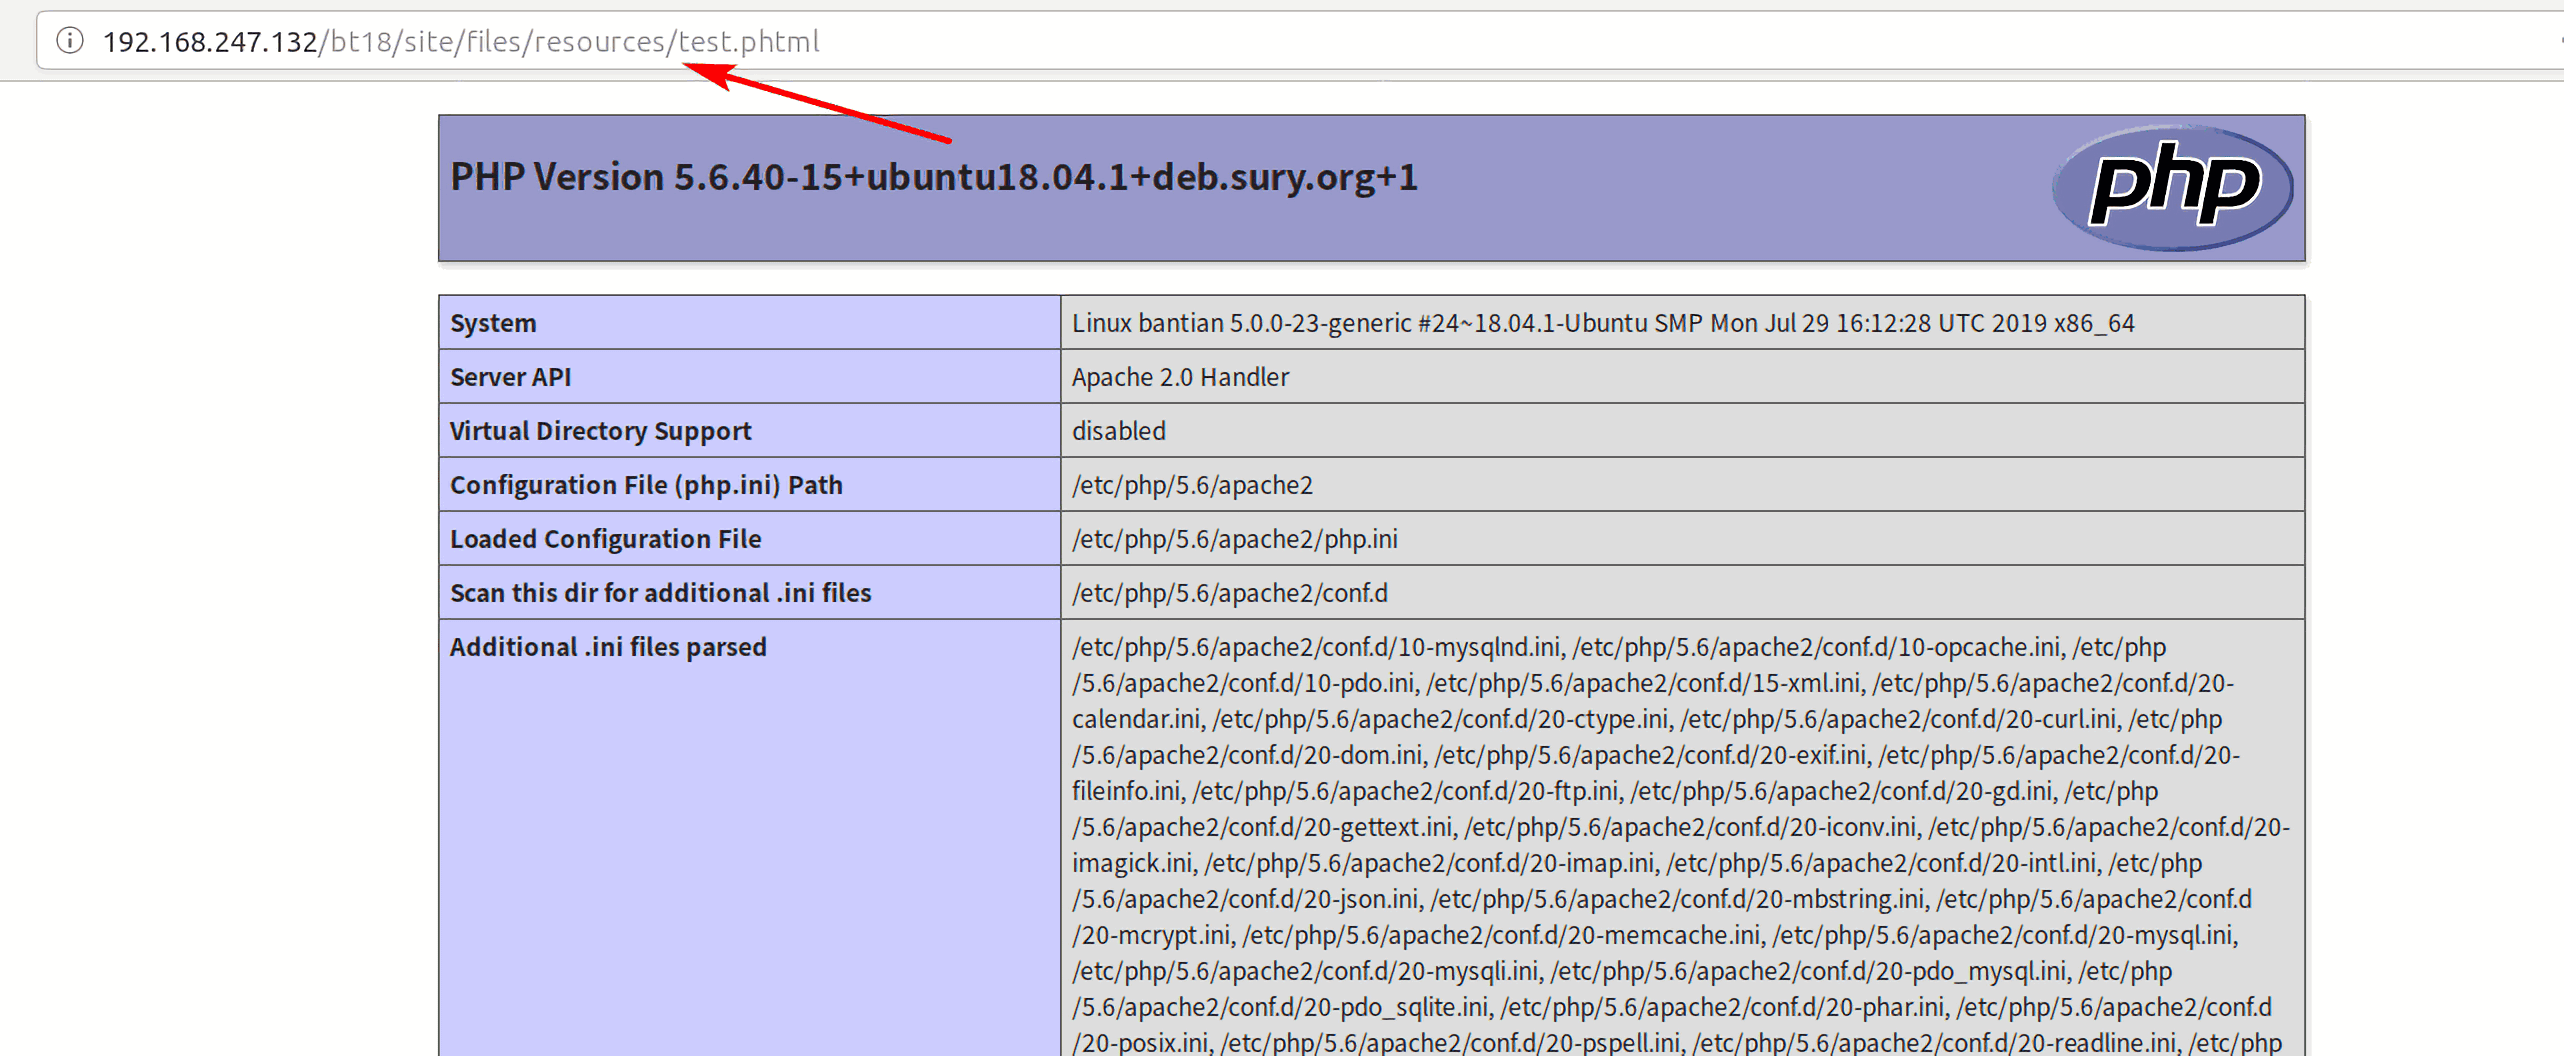 192.168.247.132/bt18/site/files/resources/test.phtml
PHP Version 5.6.40-15+ubuntu18.04.1+deb.sury.org+1
php
System Linux bantian 5.0.0-23-generic #24~18.04.1-Ubuntu SMP Mon Jul 29 16:12:28 UTC 2019 x86_64
Server API Apache 2.0 Handler
Virtual Directory Support disabled
Configuration File (php.ini) Path /etc/php/5.6/apache2
Loaded Configuration File /etc/php/5.6/apache2/php.ini
Scan this dir for additional .ini files /etc/php/5.6/apache2/conf.d
Additional .ini files parsed /etc/php/5.6/apache2/conf.d/10-mysqlnd.ini, /etc/php/5.6/apache2/conf.d/10-opcache.ini, /etc/php
/5.6/apache2/conf.d/10-pdo.ini, /etc/php/5.6/apache2/conf.d/15-xml.ini, /etc/php/5.6/apache2/conf.d/20-
calendar.ini, /etc/php/5.6/apache2/conf.d/20-ctype.ini, /etc/php/5.6/apache2/conf.d/20-curl.ini, /etc/php
/5.6/apache2/conf.d/20-dom.ini, /etc/php/5.6/apache2/conf.d/20-exif.ini, /etc/php/5.6/apache2/conf.d/20-
fileinfo.ini, /etc/php/5.6/apache2/conf.d/20-ftp.ini, /etc/php/5.6/apache2/conf.d/20-gd.ini, /etc/php
/5.6/apache2/conf.d/20-gettext.ini, /etc/php/5.6/apache2/conf.d/20-iconv.ini, /etc/php/5.6/apache2/conf.d/20-
imagick.ini, /etc/php/5.6/apache2/conf.d/20-imap.ini, /etc/php/5.6/apache2/conf.d/20-intl.ini, /etc/php
/5.6/apache2/conf.d/20-json.ini, /etc/php/5.6/apache2/conf.d/20-mbstring.ini, /etc/php/5.6/apache2/conf.d
/20-mcrypt.ini, /etc/php/5.6/apache2/conf.d/20-memcache.ini, /etc/php/5.6/apache2/conf.d/20-mysql.ini,
/etc/php/5.6/apache2/conf.d/20-mysqli.ini, /etc/php/5.6/apache2/conf.d/20-pdo_mysql.ini, /etc/php
/5.6/apache2/conf.d/20-pdo_sqlite.ini, /etc/php/5.6/apache2/conf.d/20-phar.ini, /etc/php/5.6/apache2/conf.d
/20-posix.ini, /etc/php/5.6/apache2/conf.d/20-pspell.ini, /etc/php/5.6/apache2/conf.d/20-readline.ini, /etc/php